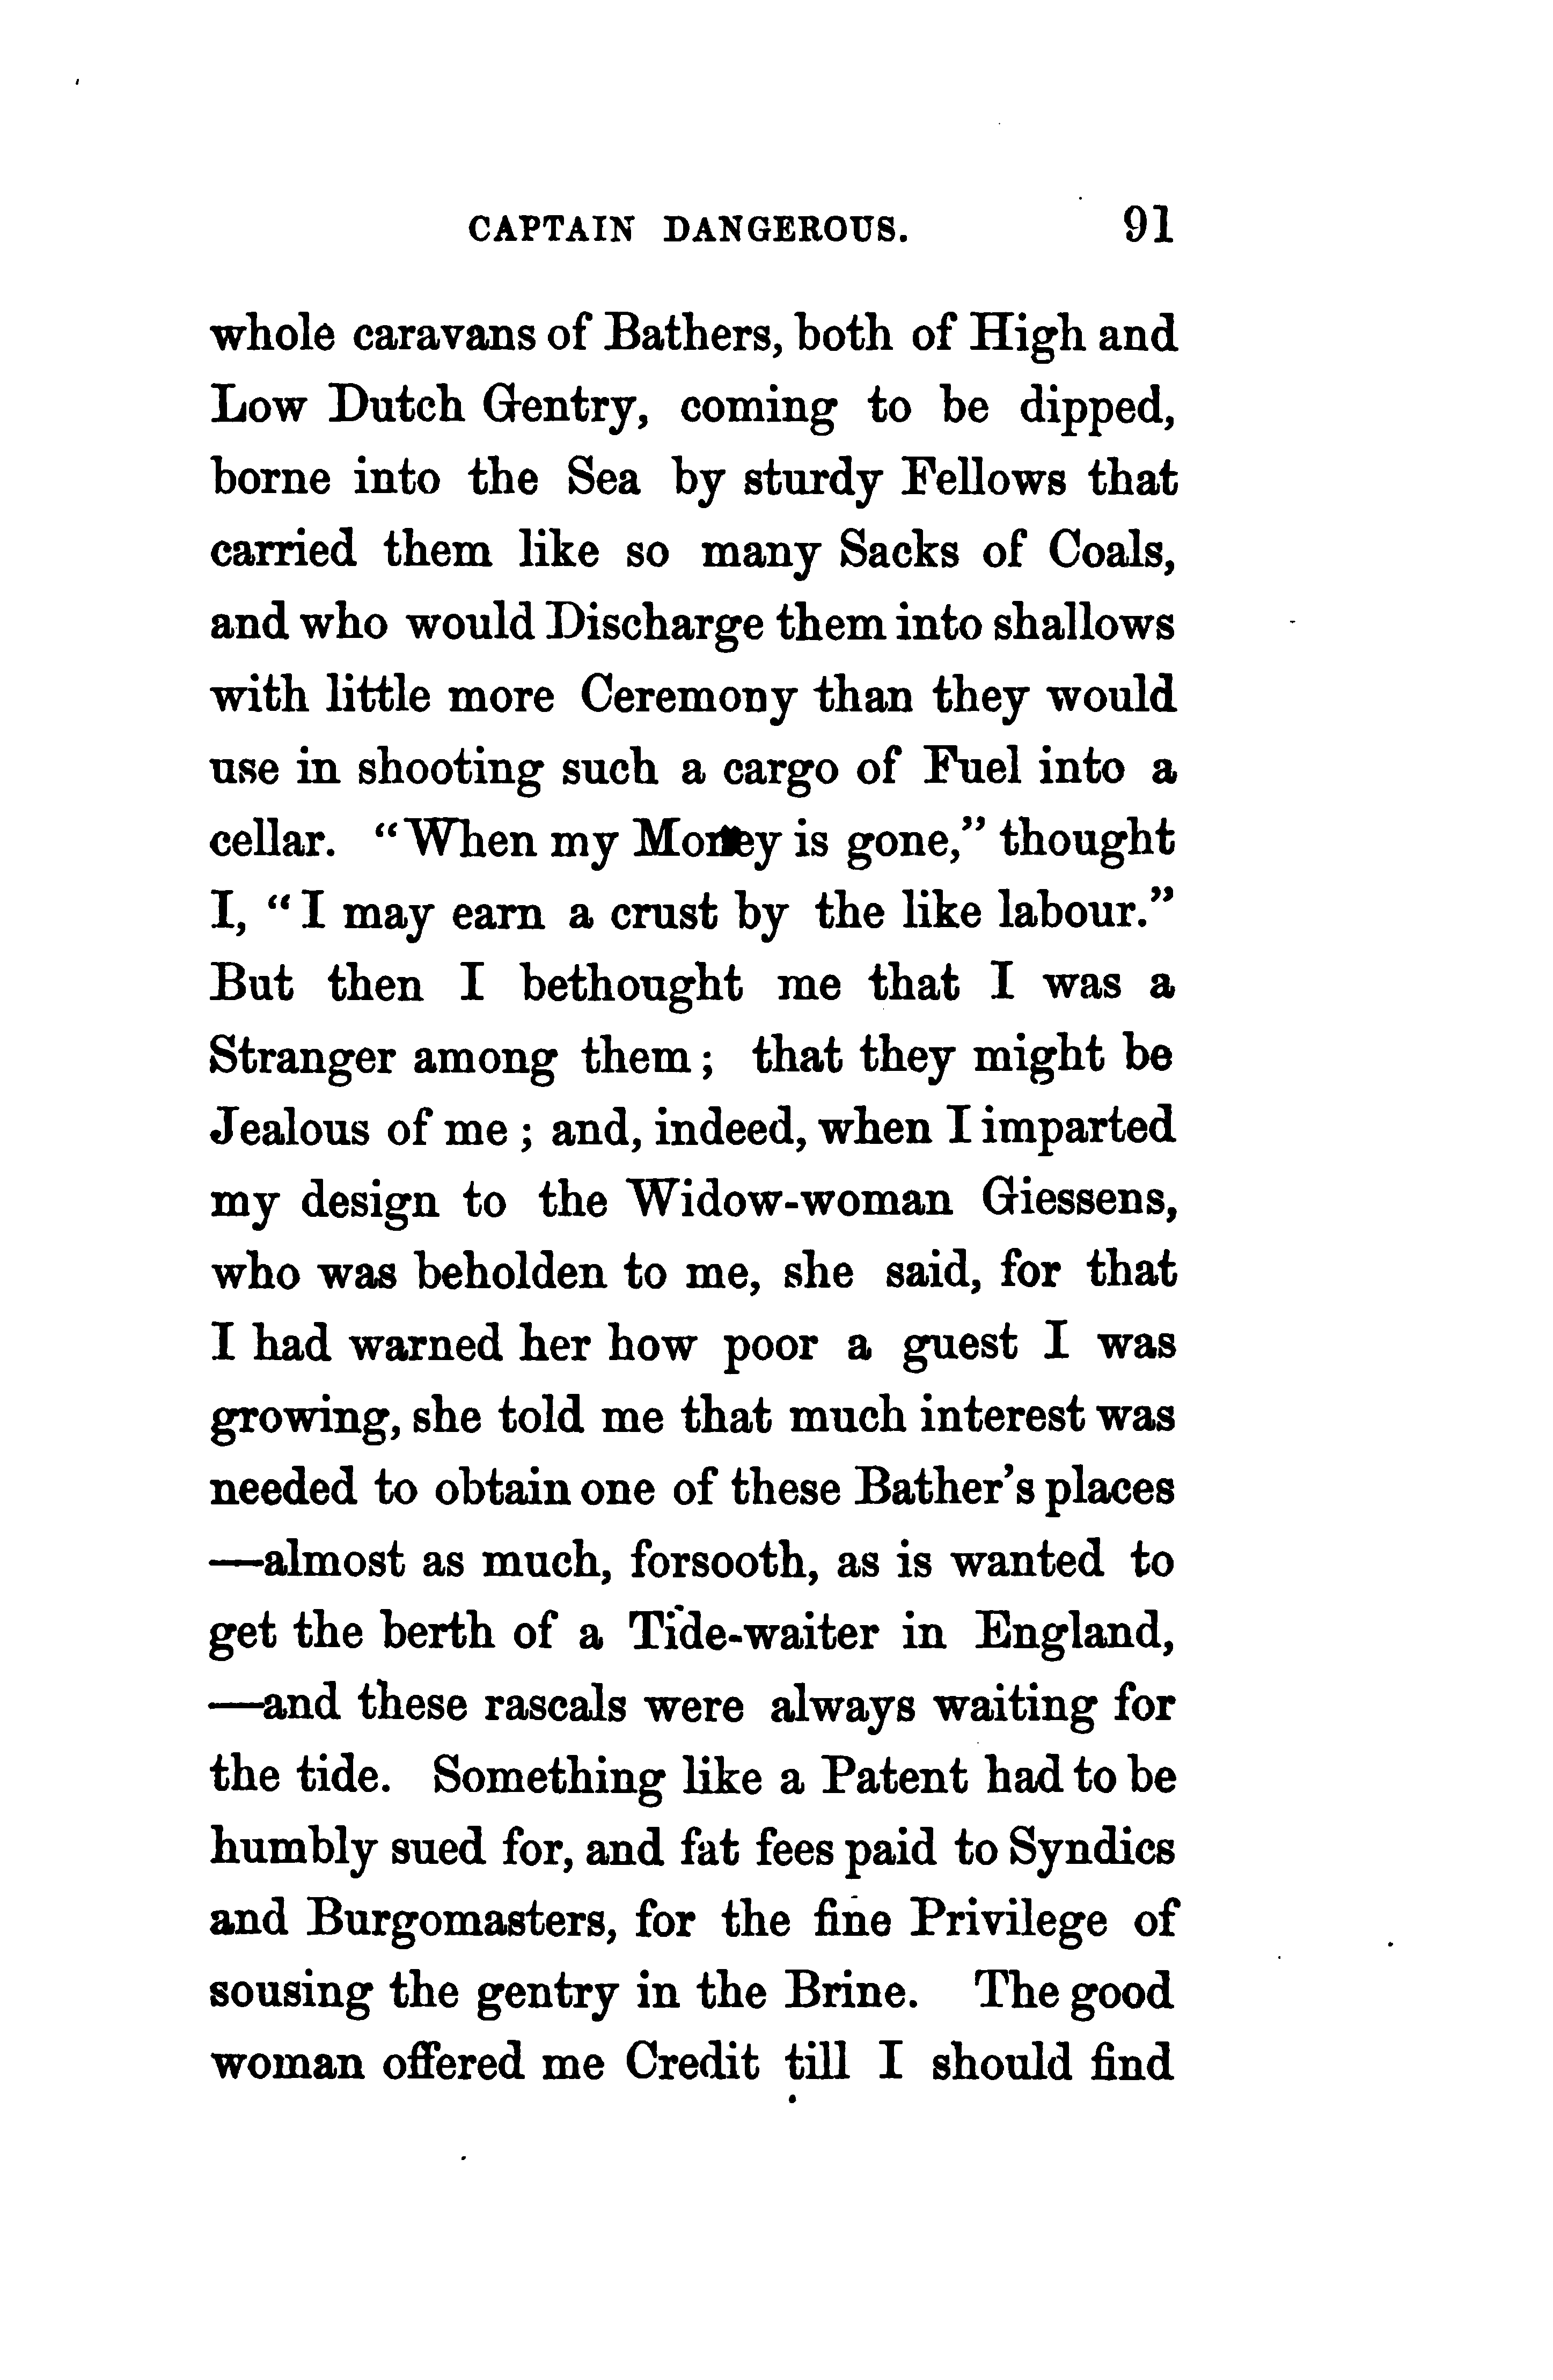 CAPTAIN DANGEROUS. 91
whole caravans of Bathers, both of High and
Low Dutch Gentry, coming to be dipped,
borne into the Sea by sturdy Fellows that
carried them like so many Sacks of Coals,
and who would Discharge them into shallows
with little more Ceremony than they would
use in shooting such a cargo of Fuel into a
cellar. "When my Money is gone," thought
I, "I may earn a crust by the like labour."
But then I bethought me that I was a
Stranger among them; that they might be
Jealous of me; and, indeed, when I imparted
my design to the Widow-woman Giessens,
who was beholden to me, she said, for that
I had warned her how poor a guest I was
growing, she told me that much interest was
needed to obtain one of these Bather's places
—almost as much, forsooth, as is wanted to
get the berth of a Tide-waiter in England,
—and these rascals were always waiting for
the tide. Something like a Patent had to be
humbly sued for, and fat fees paid to Syndics
and Burgomasters, for the fine Privilege of
sousing the gentry in the Brine. The good
woman offered me Credit till I should find